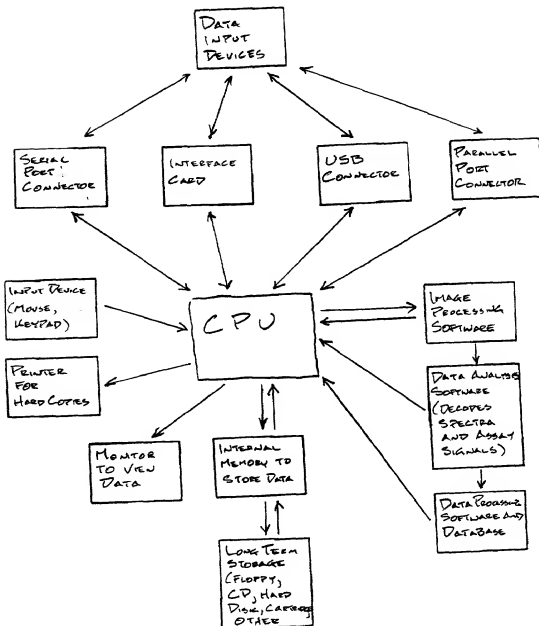 DATA
INPUT
DEVICES
SERIAL
PORT
CONNECTOR
INTERFACE
CARD
USB
CONNECTOR
PARALLEL
PORT
CONNECTOR
INPUT DEVICE
(MOUSE,
KEYPAD)
CPU
IMAGE
PROCESSING
SOFTWARE
PRINTER
FOR
HARD COPIES
DATA ANALYSIS
SOFTWARE
(DECODES
SPECTRA
AND ASSAY
SIGNALS)
MONITOR
TO VIEW
DATA
INTERNAL
MEMORY TO
STORE DATA
DATA PROCESSING
SOFTWARE AND
DATABASE
LONG TERM
STORAGE
(FLOPPY,
CD, HARD
DISK, CARTRIDGE,
OTHER